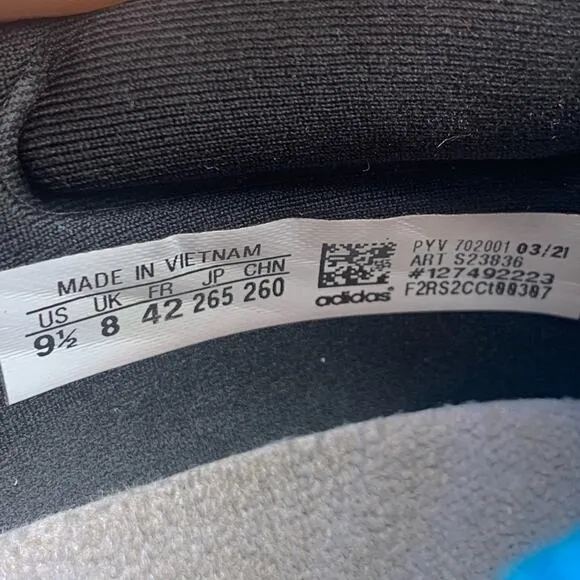 MADE IN VIETNAM
US UK FR JP CHN
9½ 8 42 265 260
adidas
PYV 702001 03/21
ART S23836
#127492223
F2RS2CCt00307